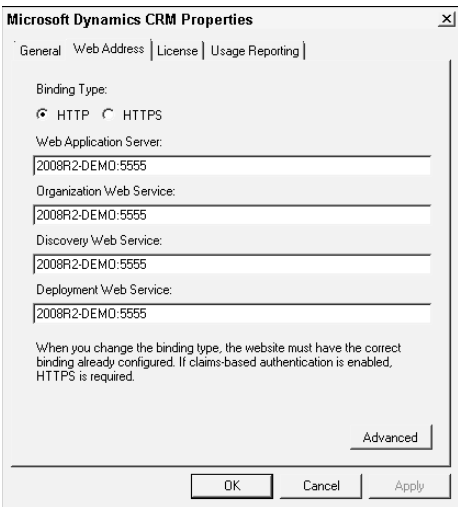 Microsoft Dynamics CRM Properties
General Web Address License Usage Reporting
Binding Type:
HTTP HTTPS
Web Application Server:
2008R2-DEMO:5555
Organization Web Service:
2008R2-DEMO:5555
Discovery Web Service:
2008R2-DEMO:5555
Deployment Web Service:
2008R2-DEMO:5555
When you change the binding type, the website must have the correct
binding already configured. If claims-based authentication is enabled,
HTTPS is required.
Advanced
OK Cancel Apply